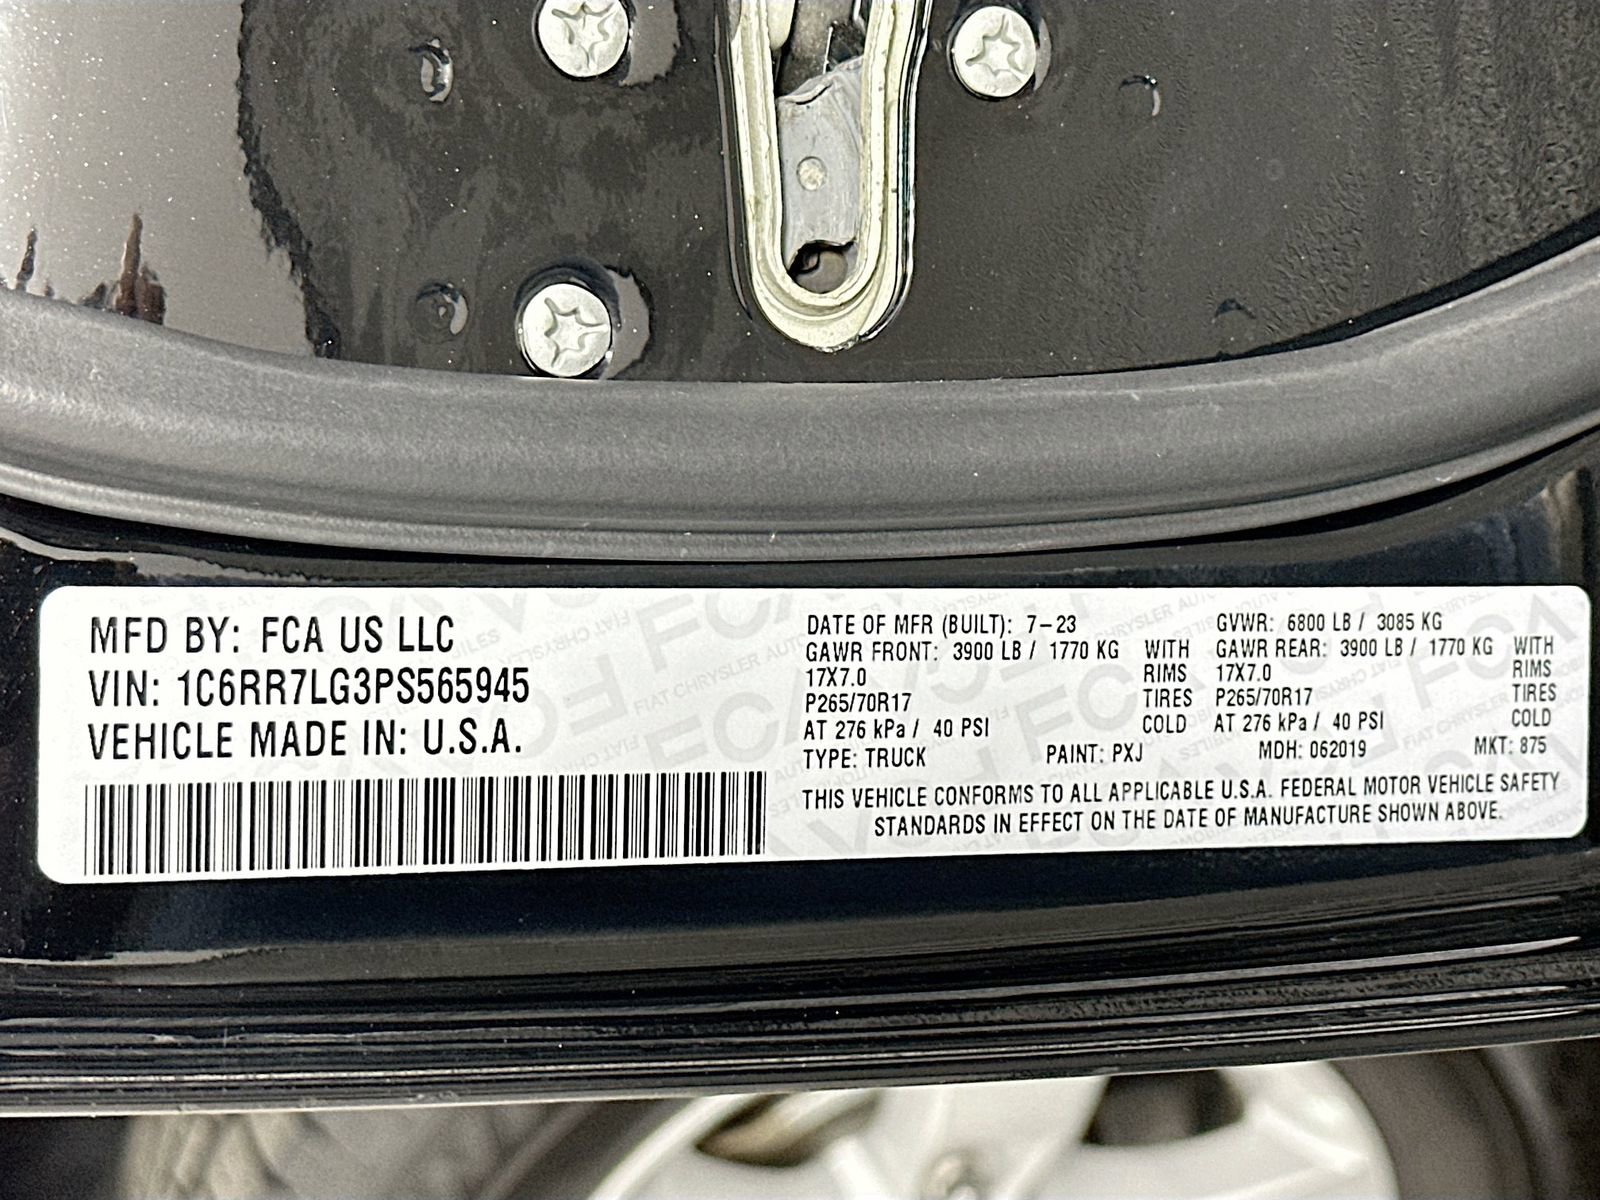 MFD BY: FCA US LLC
VIN: 1C6RR7LG3PS565945
VEHICLE MADE IN: U.S.A.
DATE OF MFR (BUILT): 7-23 GVWR: 6800 LB / 3085 KG
GAWR FRONT: 3900 LB / 1770 KG WITH GAWR REAR: 3900 LB / 1770 KG WITH
17X7.0 RIMS 17X7.0 RIMS
P265/70R17 TIRES P265/70R17 TIRES
AT 276 kPa / 40 PSI COLD AT 276 kPa / 40 PSI COLD
TYPE: TRUCK PAINT: PXJ MDH: 062019 MKT: 875
THIS VEHICLE CONFORMS TO ALL APPLICABLE U.S.A. FEDERAL MOTOR VEHICLE SAFETY
STANDARDS IN EFFECT ON THE DATE OF MANUFACTURE SHOWN ABOVE.